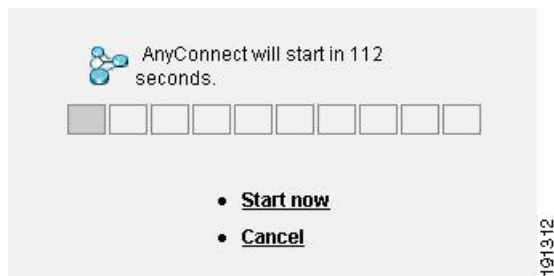 AnyConnect will start in 112
seconds.
Start now
Cancel
191312